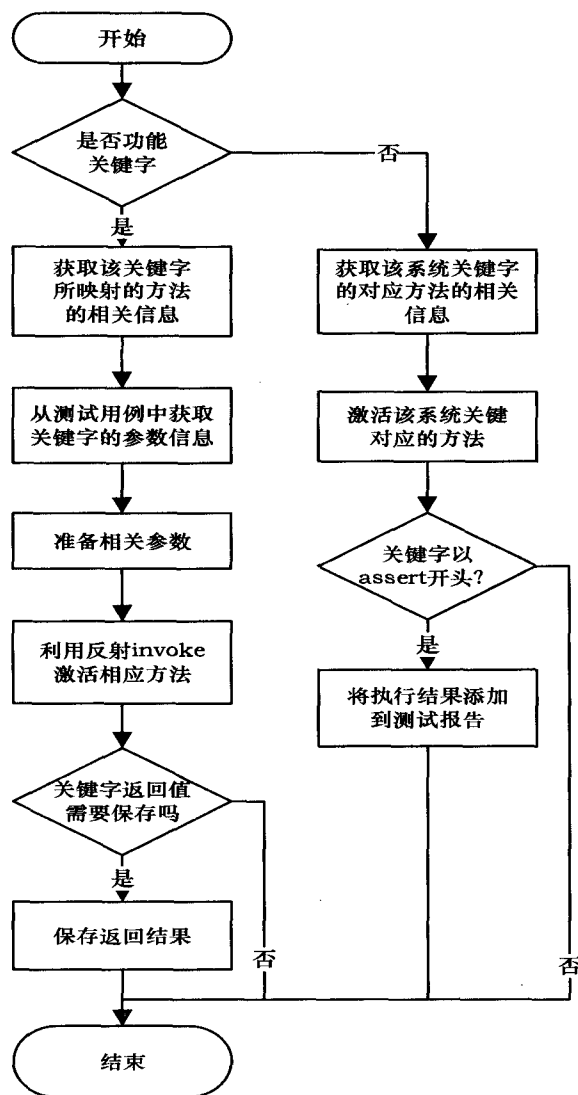 开始
是否功能
关键字
否
是
获取该关键字
所映射的方法
的相关信息
获取该系统关键字
的对应方法的相关
信息
从测试用例中获取
关键字的参数信息
激活该系统关键
对应的方法
准备相关参数
关键字以
assert开头?
利用反射invoke
激活相应方法
是
将执行结果添加
到测试报告
关键字返回值
需要保存吗
是
保存返回结果
否
否
结束